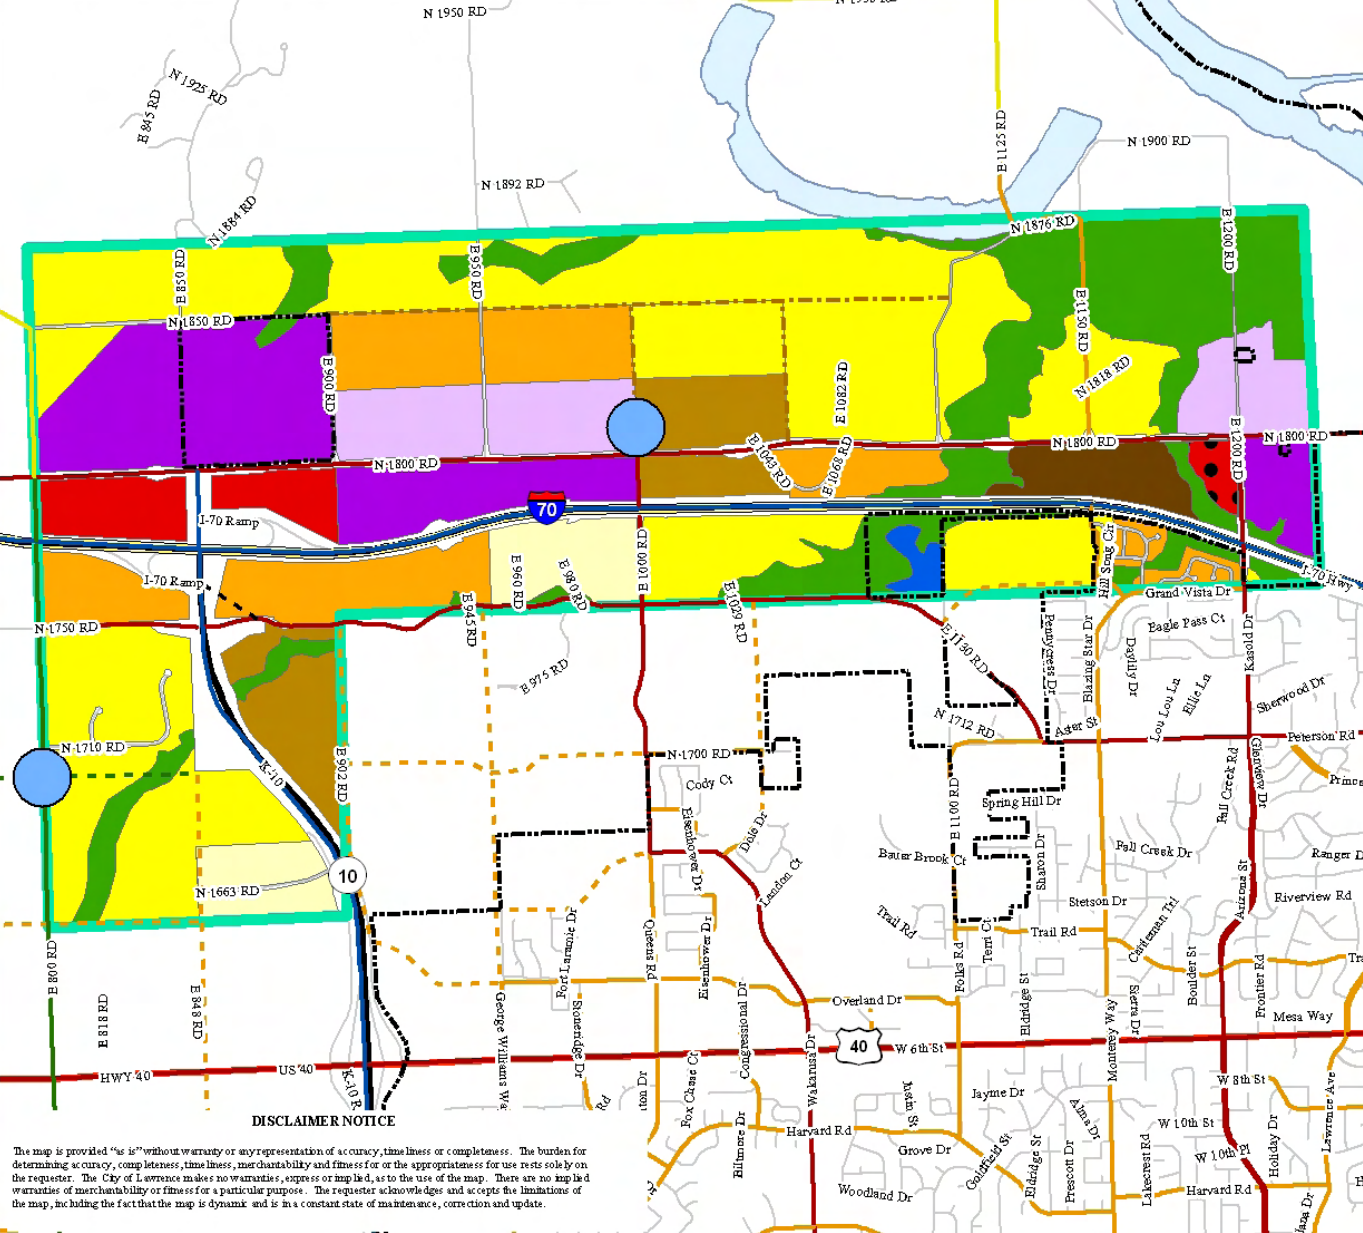 N 1950 RD
N 1925 RD
E 845 RD
E 1125 RD
N 1900 RD
N 1892 RD
N 1884 RD
N 1876 RD
E 1200 RD
E 850 RD
E 950 RD
N 1850 RD
E 1150 RD
E 900 RD
E 1082 RD
N 1818 RD
N 1800 RD
E 1043 RD
E 1068 RD
N 1800 RD
E 1200 RD
N 1800 RD
I-70 Ramp
70
I-70 Ramp
E 960 RD
E 980 RD
E 1000 RD
Hill Song Cir
I-70 Hwy
E 945 RD
E 1029 RD
Grand Vista Dr
N 1750 RD
E 1130 RD
Pennycress Dr
Blazing Star Dr
Daylily Dr
Eagle Pass Ct
Kasold Dr
E 975 RD
Lou Lou Ln
Ellie Ln
Sherwood Dr
N 1712 RD
Aster St
Peterson Rd
N 1710 RD
K-10
E 902 RD
N 1700 RD
Cody Ct
Glenview Dr
Fall Creek Rd
Prince
Spring Hill Dr
Eisenhower Dr
Dole Dr
E 1100 RD
Bauer Brook Ct
Sharon Dr
Fall Creek Dr
Ranger D
10
N 1663 RD
Landon Ct
Stetson Dr
Arizona St
Riverview Rd
Trail Rd
Terri Ct
Trail Rd
Cattleman Trl
E 800 RD
Fort Laramie Dr
Queens Rd
Eisenhower Dr
Folks Rd
Boulder St
Frontier Rd
Tra
E 818 RD
E 848 RD
George Williams Wa
Stoneridge Dr
Congressional Dr
Overland Dr
Eldridge St
Monterey Way
Sierra Dr
Mesa Way
HWY 40
US 40
K-10 R
Wakarusa Dr
40
W 6th St
Fox Chase Ct
Justin St
Jayme Dr
Alma Dr
W 8th St
Lawrence Ave
Rd
ton Dr
Biltmore Dr
Harvard Rd
Grove Dr
Goldfield St
Eldridge St
Prescott Dr
Lakecrest Rd
W 10th St
W 10th Pl
Holiday Dr
Woodland Dr
Harvard Rd
DISCLAIMER NOTICE
The map is provided "as is" without warranty or any representation of accuracy, timeliness or completeness. The burden for
determining accuracy, completeness, timeliness, merchantability and fitness for or the appropriateness for use rests solely on
the requester. The City of Lawrence makes no warranties, express or implied, as to the use of the map. There are no implied
warranties of merchantability or fitness for a particular purpose. The requester acknowledges and accepts the limitations of
the map, including the fact that the map is dynamic and is in a constant state of maintenance, correction and update.